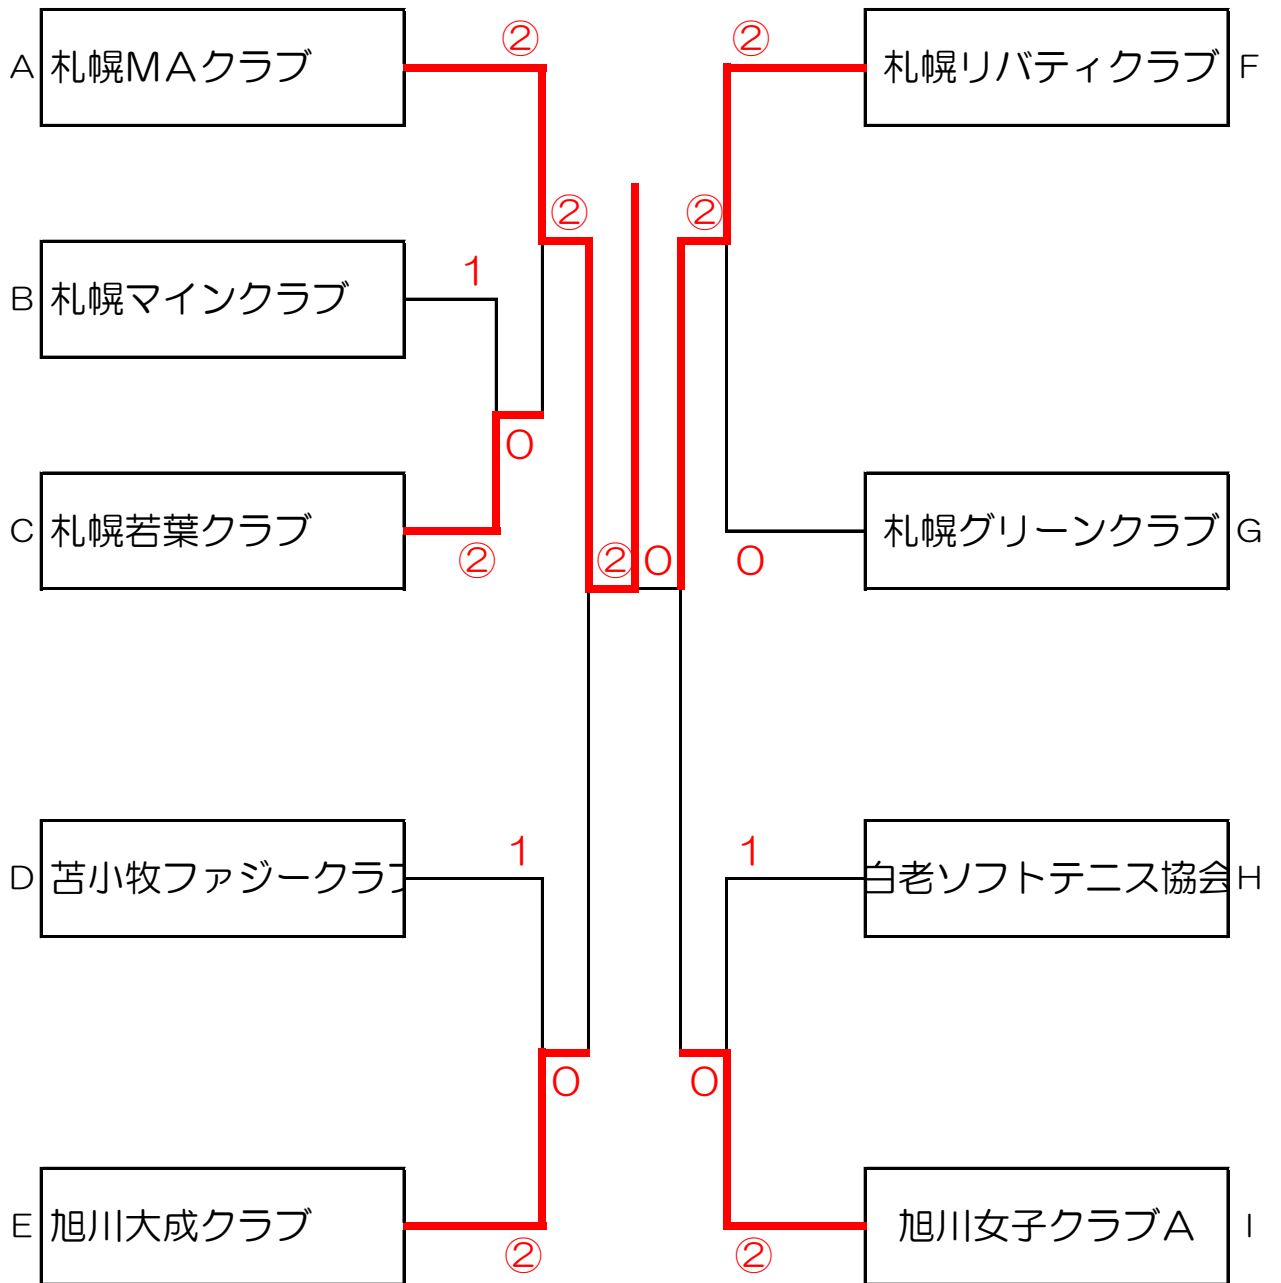 ②
②
A 札幌MAクラブ
札幌リバティクラブ F
②
②
1
B 札幌マインクラブ
0
C 札幌若葉クラブ
札幌グリーンクラブ G
②
②
0
0
1
1
D 苫小牧ファジークラブ
白老ソフトテニス協会 H
0
0
E 旭川大成クラブ
旭川女子クラブA I
②
②